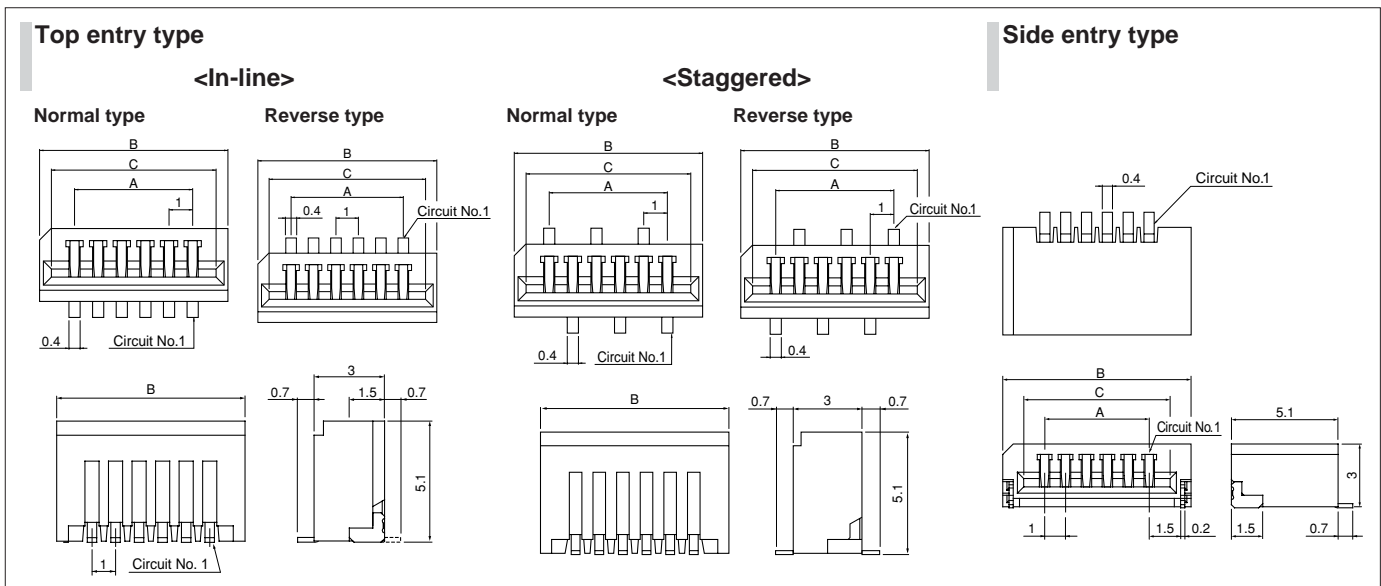 Top entry type
Side entry type
<In-line>
<Staggered>
Normal type
Reverse type
Normal type
Reverse type
B
C
A
1
0.4
Circuit No.1
B
C
A
0.4
1
Circuit No.1
B
C
A
1
0.4
Circuit No.1
B
C
A
1
Circuit No.1
0.4
0.4
Circuit No.1
B
1
Circuit No. 1
3
0.7
1.5
0.7
5.1
B
0.7
3
0.7
5.1
B
C
A
Circuit No.1
1
1.5
0.2
5.1
3
1.5
0.7